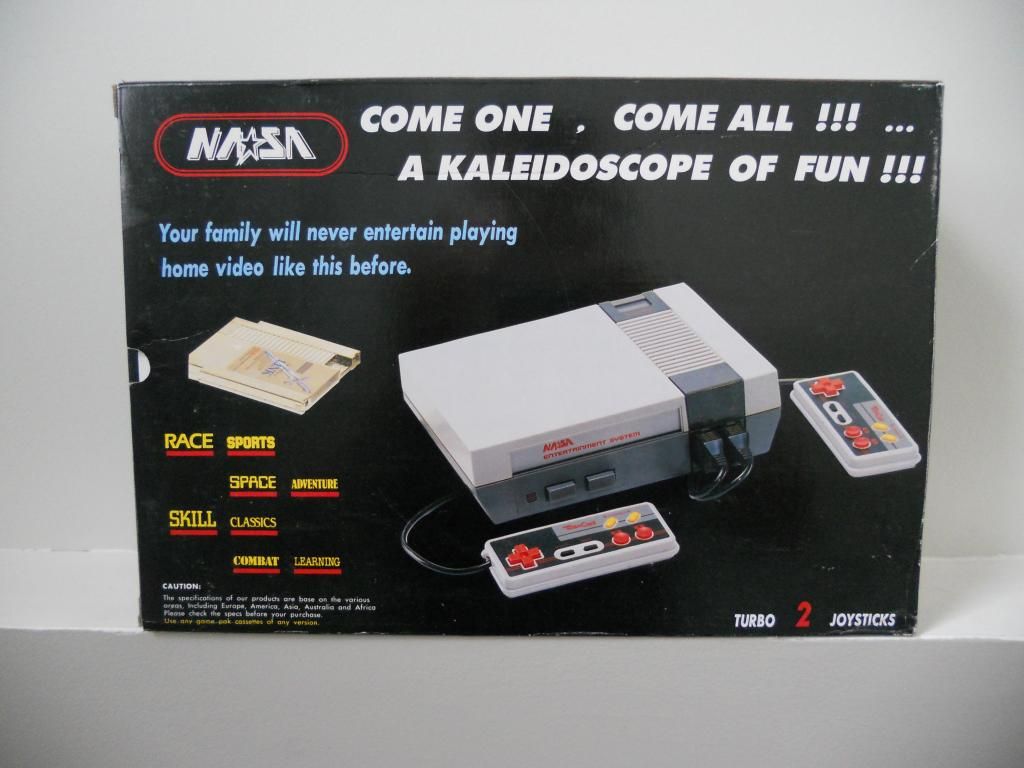 NASA
COME ONE , COME ALL !!! ...
A KALEIDOSCOPE OF FUN !!!
Your family will never entertain playing
home video like this before.
RACE SPORTS
SPACE ADVENTURE
SKILL CLASSICS
COMBAT LEARNING
NASA
ENTERTAINMENT SYSTEM
CAUTION:
The specifications of our products are base on the various
areas, Including Europe, America, Asia, Australia and Africa
Please check the specs before your purchase.
Use any game pak cassettes of any version.
TURBO 2 JOYSTICKS